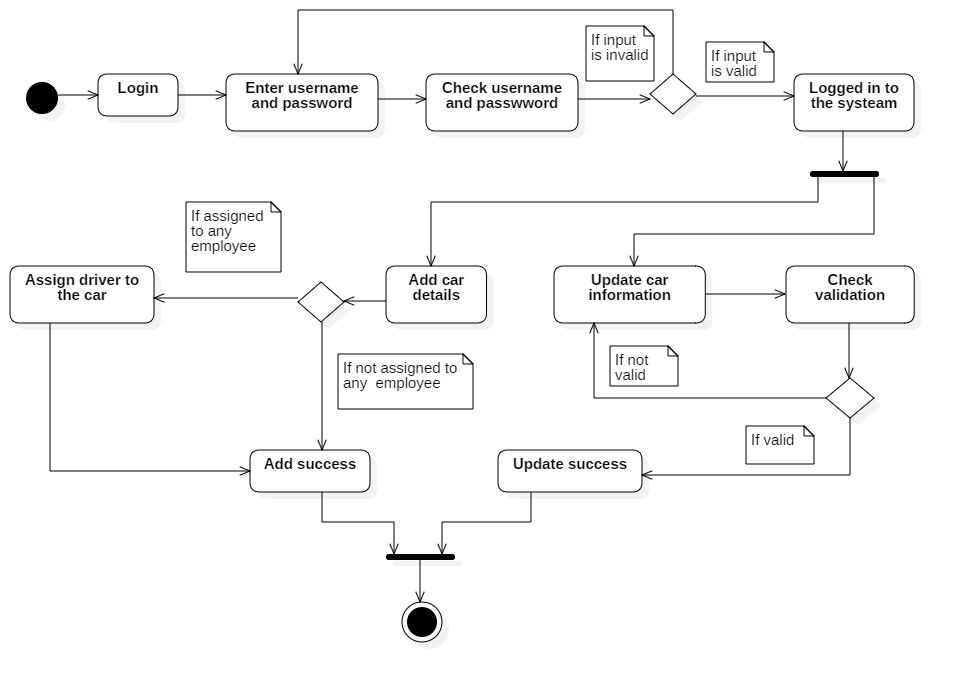 If input
is invalid
If input
is valid
Login
Enter username
and password
Check username
and passwword
Logged in to
the systeam
If assigned
to any
employee
Assign driver to
the car
Add car
details
Update car
information
Check
validation
If not assigned to
any  employee
If not
valid
If valid
Add success
Update success